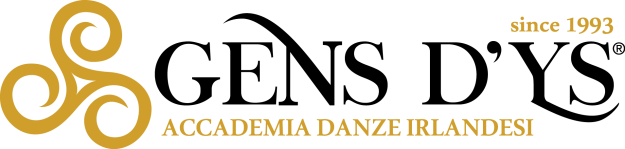 since 1993
GENS D'YS®
ACCADEMIA DANZE IRLANDESI